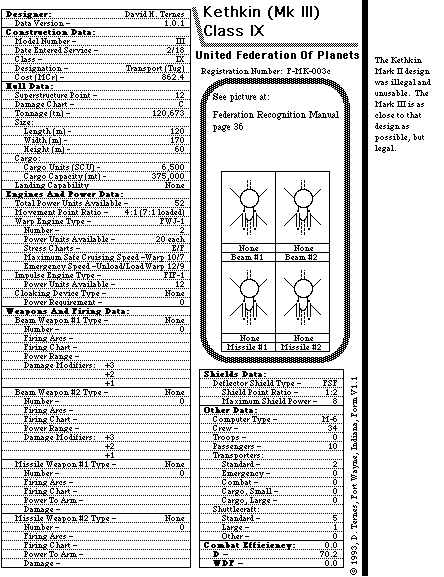 Designer: David H. Ternes
Data Version – 1.0.1
Construction Data:
Model Number – III
Date Entered Service – 2/18
Class – IX
Designation – Transport (Tug)
Cost (MCr) – 862.4
Hull Data:
Superstructure Point – 12
Damage Chart – C
Tonnage (tn) – 120,673
Size:
Length (m) – 120
Width (m) – 170
Height (m) – 60
Cargo:
Cargo Units (SCU) – 6,500
Cargo Capacity (mt) – 375,000
Landing Capability None
Engines And Power Data:
Total Power Units Available – 52
Movement Point Ratio – 4:1 (7:1 loaded)
Warp Engine Type – FWJ-1
Number – 2
Power Units Available – 20 each
Stress Charts – E/F
Maximum Safe Cruising Speed –Warp 10/7
Emergency Speed –Unload/Load Warp 12/9
Impulse Engine Type – FIF-1
Power Units Available – 12
Cloaking Device Type – None
Power Requirement – 0
Weapons And Firing Data:
Beam Weapon #1 Type – None
Number – 0
Firing Arcs –
Firing Chart –
Power Range –
Damage Modifiers: +3
+2
+1
Beam Weapon #2 Type – None
Number – 0
Firing Arcs –
Firing Chart –
Power Range –
Damage Modifiers: +3
+2
+1
Missile Weapon #1 Type – None
Number – 0
Firing Arcs –
Firing Chart –
Power To Arm –
Damage –
Missile Weapon #2 Type – None
Number – 0
Firing Arcs –
Firing Chart –
Power To Arm –
Damage –
Kethkin (Mk III)
Class IX
United Federation Of Planets
Registration Number: F-MK-003c
See picture at:
Federation Recognition Manual
page 36
None None
Beam #1 Beam #2
None None
Missile #1 Missile #2
Shields Data:
Deflector Shield Type – FSF
Shield Point Ratio – 1:2
Maximum Shield Power – 8
Other Data:
Computer Type – M-6
Crew – 34
Troops – 0
Passengers – 10
Transporters:
Standard – 2
Emergency – 0
Combat – 0
Cargo, Small – 0
Cargo, Large – 0
Shuttlecraft:
Standard – 5
Large – 1
Other – 0
Combat Efficiency: 0.0
D – 70.2
WDF – 0.0
© 1993, D. Ternes, Fort Wayne, Indiana, Form V1.1
The Kethkin
Mark II design
was illegal and
unusable. The
Mark III is as
close to that
design as
possible, but
legal.